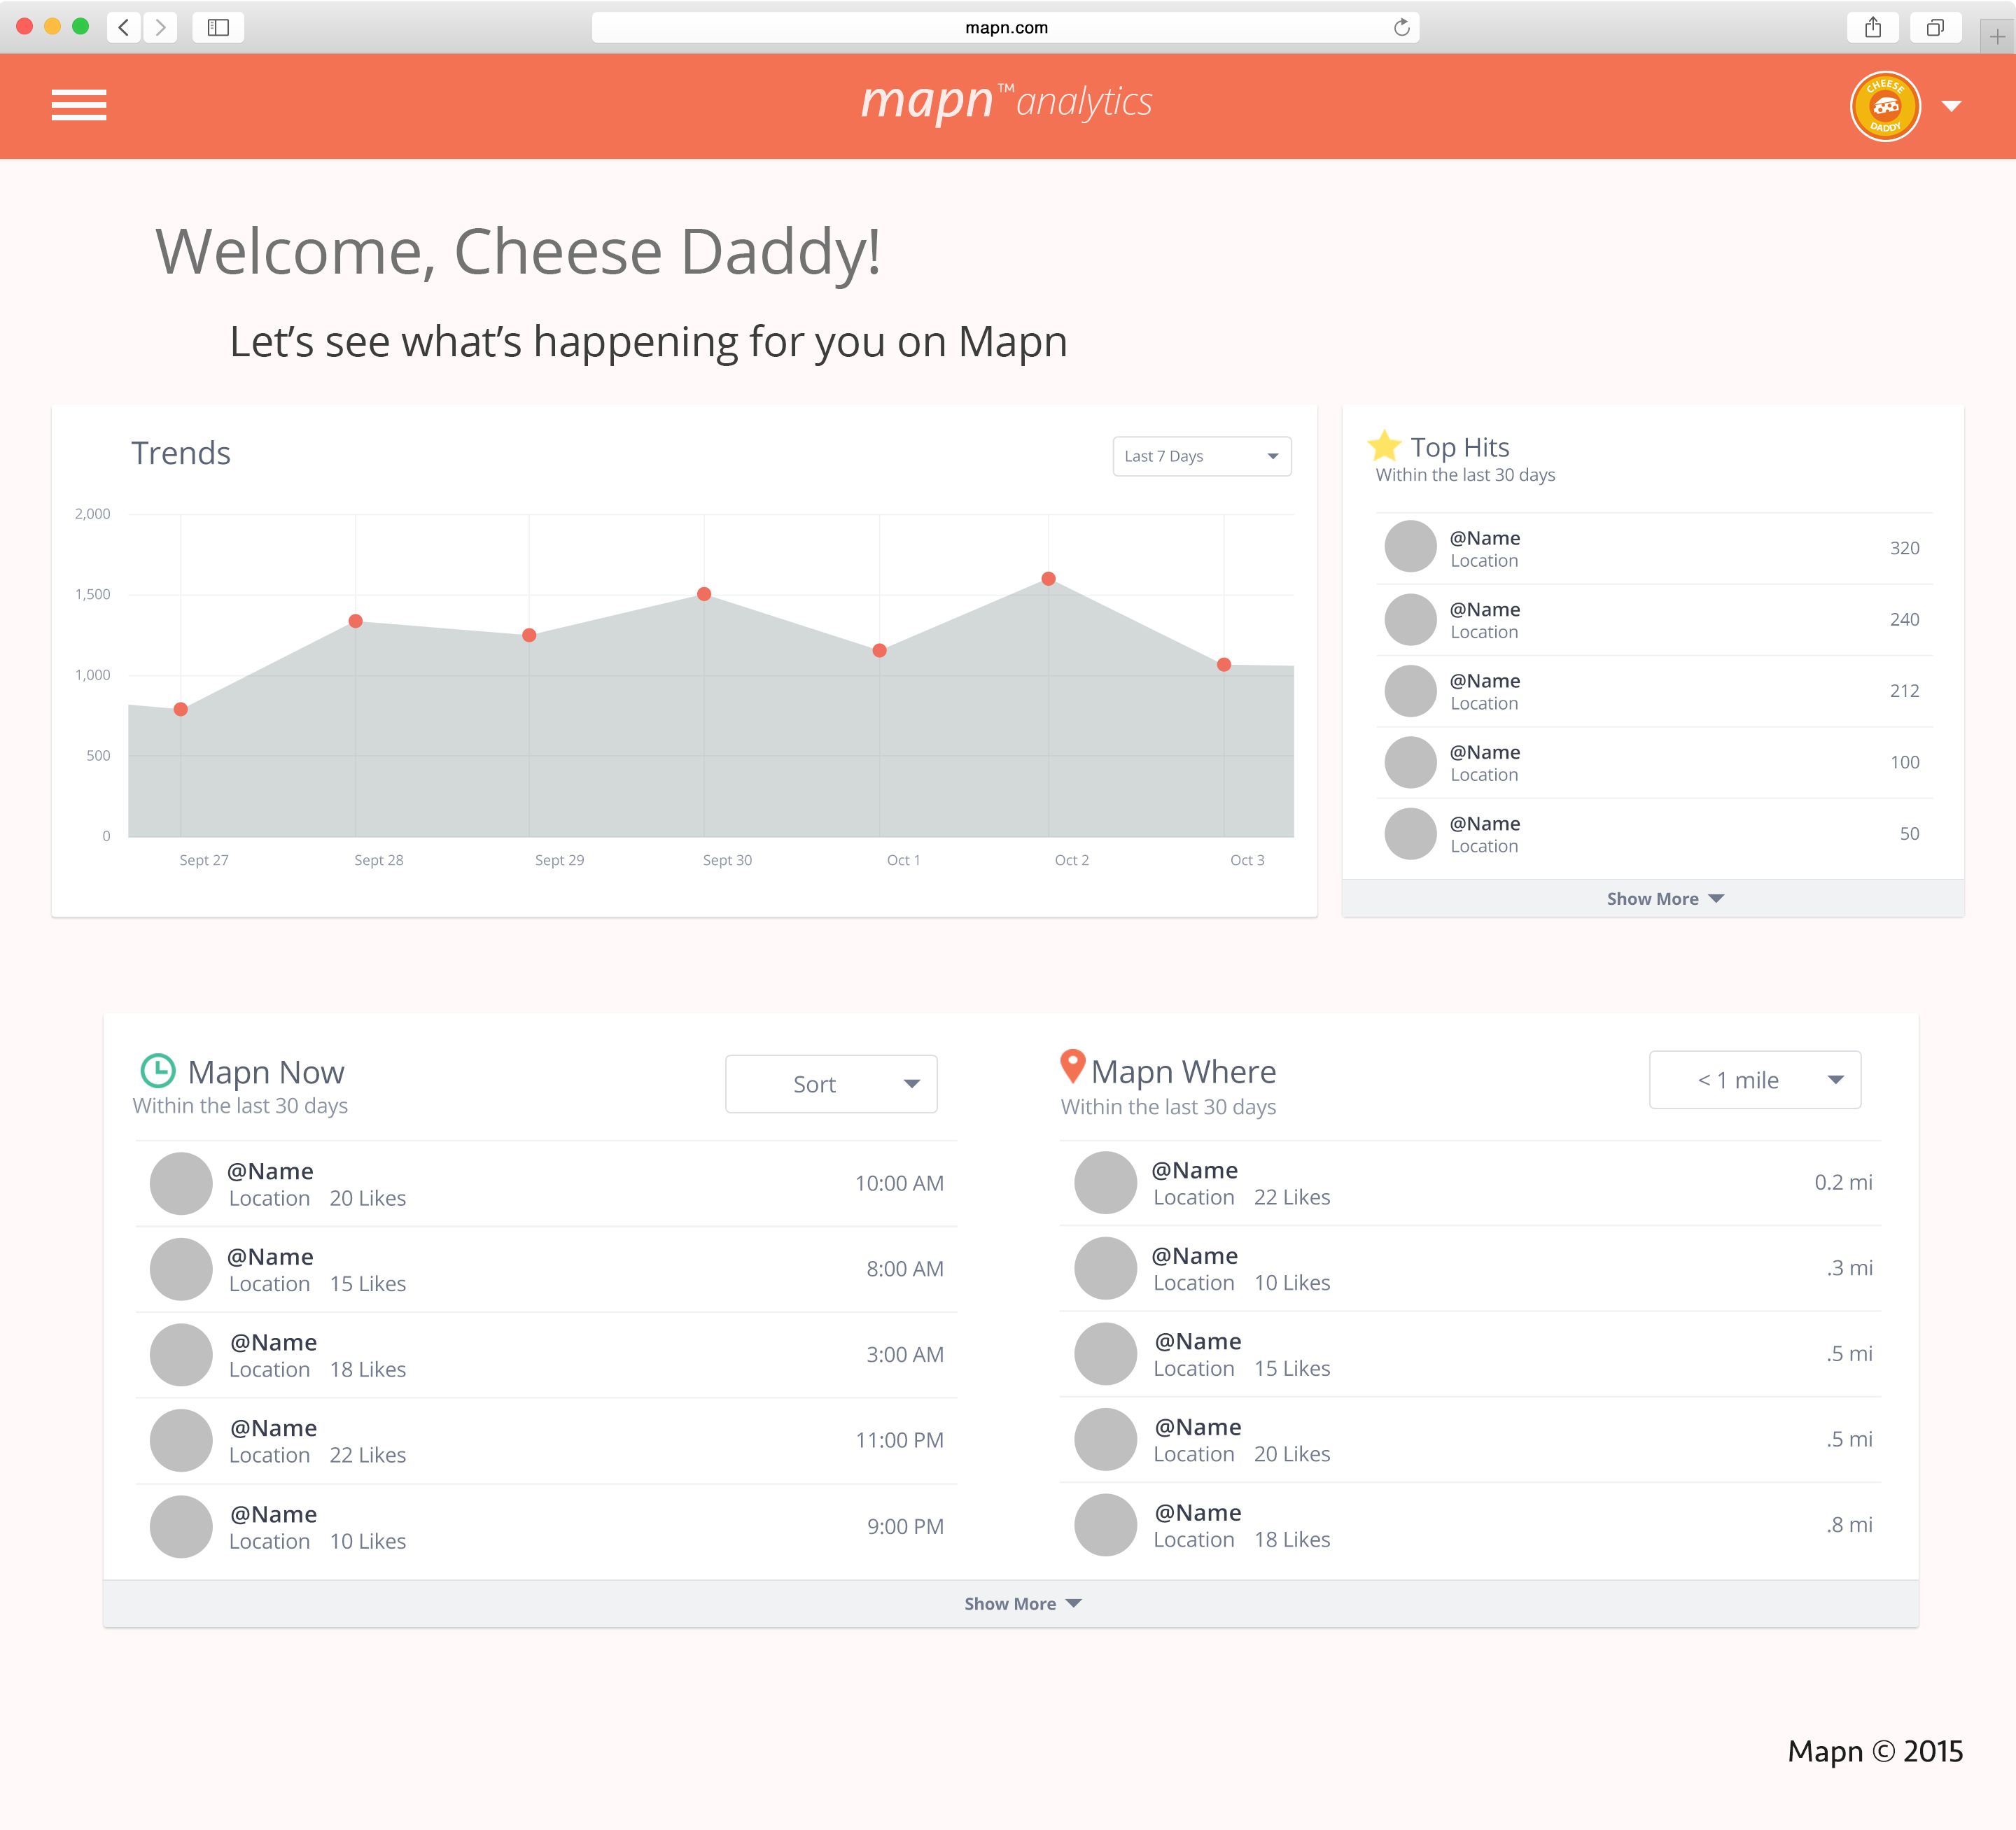 mapn.com
mapn™analytics
CHEESE
DADDY
Welcome, Cheese Daddy!
Let’s see what’s happening for you on Mapn
Trends
Last 7 Days
2,000
1,500
1,000
500
0
Sept 27
Sept 28
Sept 29
Sept 30
Oct 1
Oct 2
Oct 3
Top Hits
Within the last 30 days
@Name
Location
320
@Name
Location
240
@Name
Location
212
@Name
Location
100
@Name
Location
50
Show More
Mapn Now
Within the last 30 days
Sort
@Name
Location 20 Likes
10:00 AM
@Name
Location 15 Likes
8:00 AM
@Name
Location 18 Likes
3:00 AM
@Name
Location 22 Likes
11:00 PM
@Name
Location 10 Likes
9:00 PM
Mapn Where
Within the last 30 days
< 1 mile
@Name
Location 22 Likes
0.2 mi
@Name
Location 10 Likes
.3 mi
@Name
Location 15 Likes
.5 mi
@Name
Location 20 Likes
.5 mi
@Name
Location 18 Likes
.8 mi
Show More
Mapn © 2015